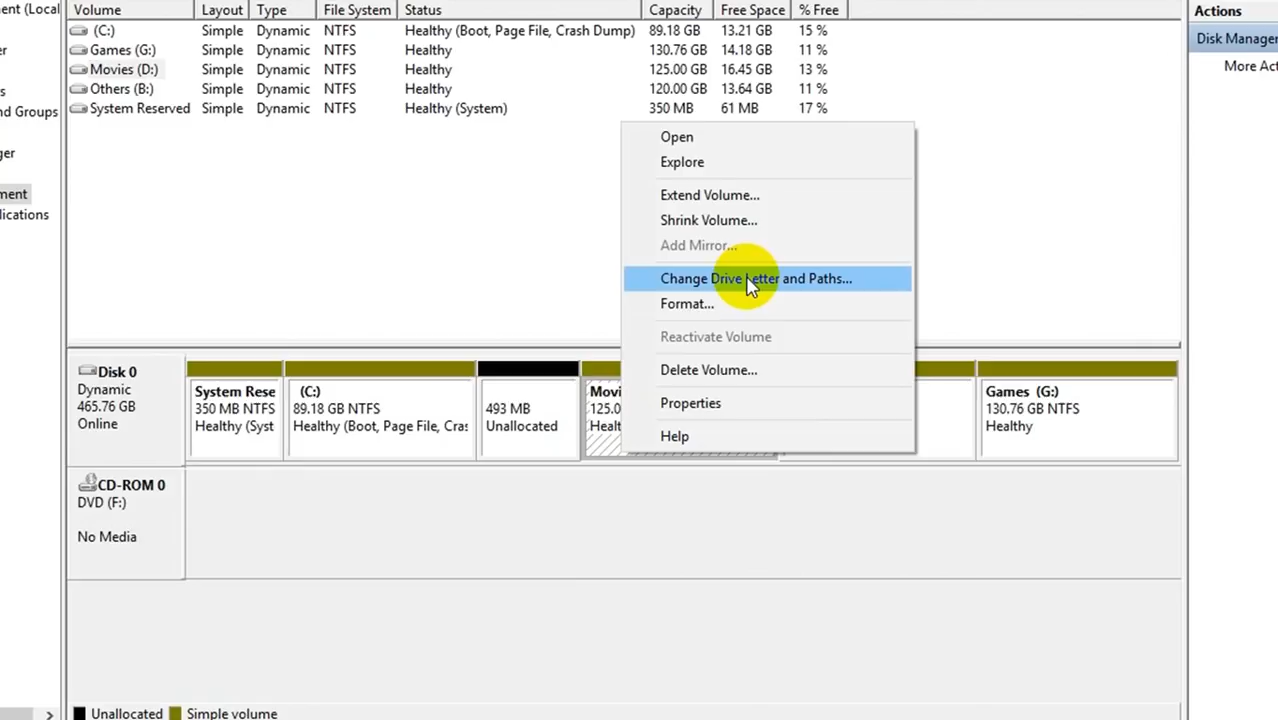 ment (Local
er
s
nd Groups
ger
ment
lications
Volume Layout Type File System Status Capacity Free Space % Free
(C:) Simple Dynamic NTFS Healthy (Boot, Page File, Crash Dump) 89.18 GB 13.21 GB 15 %
Games (G:) Simple Dynamic NTFS Healthy 130.76 GB 14.18 GB 11 %
Movies (D:) Simple Dynamic NTFS Healthy 125.00 GB 16.45 GB 13 %
Others (B:) Simple Dynamic NTFS Healthy 120.00 GB 13.64 GB 11 %
System Reserved Simple Dynamic NTFS Healthy (System) 350 MB 61 MB 17 %
Open
Explore
Extend Volume...
Shrink Volume...
Add Mirror...
Change Drive Letter and Paths...
Format...
Reactivate Volume
Delete Volume...
Properties
Help
Disk 0
Dynamic
465.76 GB
Online
System Rese
350 MB NTFS
Healthy (Syst
(C:)
89.18 GB NTFS
Healthy (Boot, Page File, Cras
493 MB
Unallocated
Movi
125.0
Healt
Games (G:)
130.76 GB NTFS
Healthy
CD-ROM 0
DVD (F:)
No Media
Unallocated Simple volume
Actions
Disk Manager
More Act